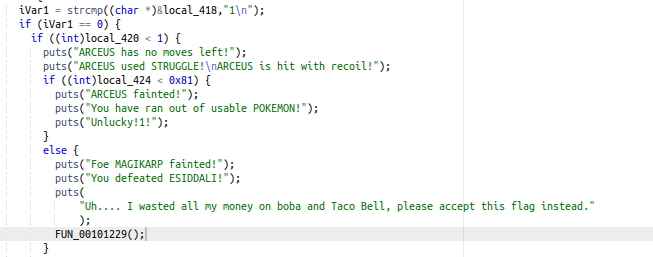 iVar1 = strcmp((char *)&local_418,"1\n");
if (iVar1 == 0) {
if ((int)local_420 < 1) {
puts("ARCEUS has no moves left!");
puts("ARCEUS used STRUGGLE!\nARCEUS is hit with recoil!");
if ((int)local_424 < 0x81) {
puts("ARCEUS fainted!");
puts("You have ran out of usable POKEMON!");
puts("Unlucky!1!");
}
else {
puts("Foe MAGIKARP fainted!");
puts("You defeated ESIDDALI!");
puts(
"Uh.... I wasted all my money on boba and Taco Bell, please accept this flag instead."
);
FUN_00101229();
}